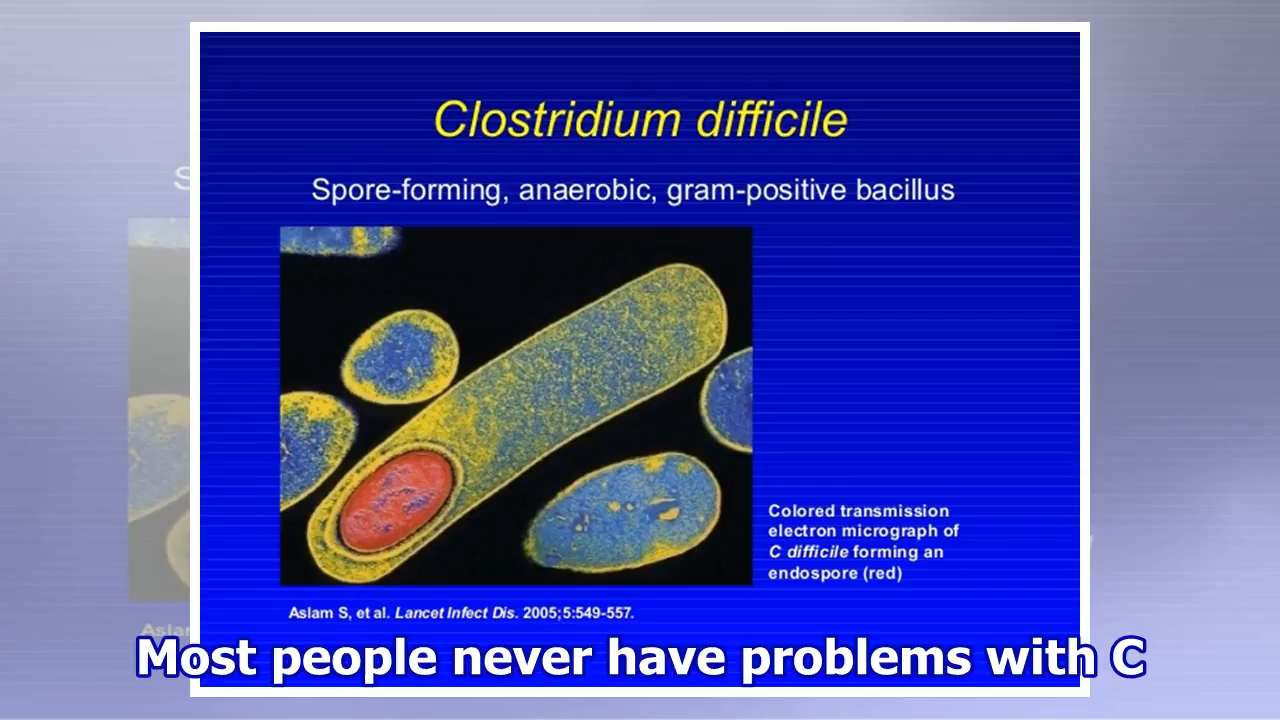 Clostridium difficile
Spore-forming, anaerobic, gram-positive bacillus
Colored transmission
electron micrograph of
C difficile forming an
endospore (red)
Aslam S, et al. Lancet Infect Dis. 2005;5:549-557.
Most people never have problems with C